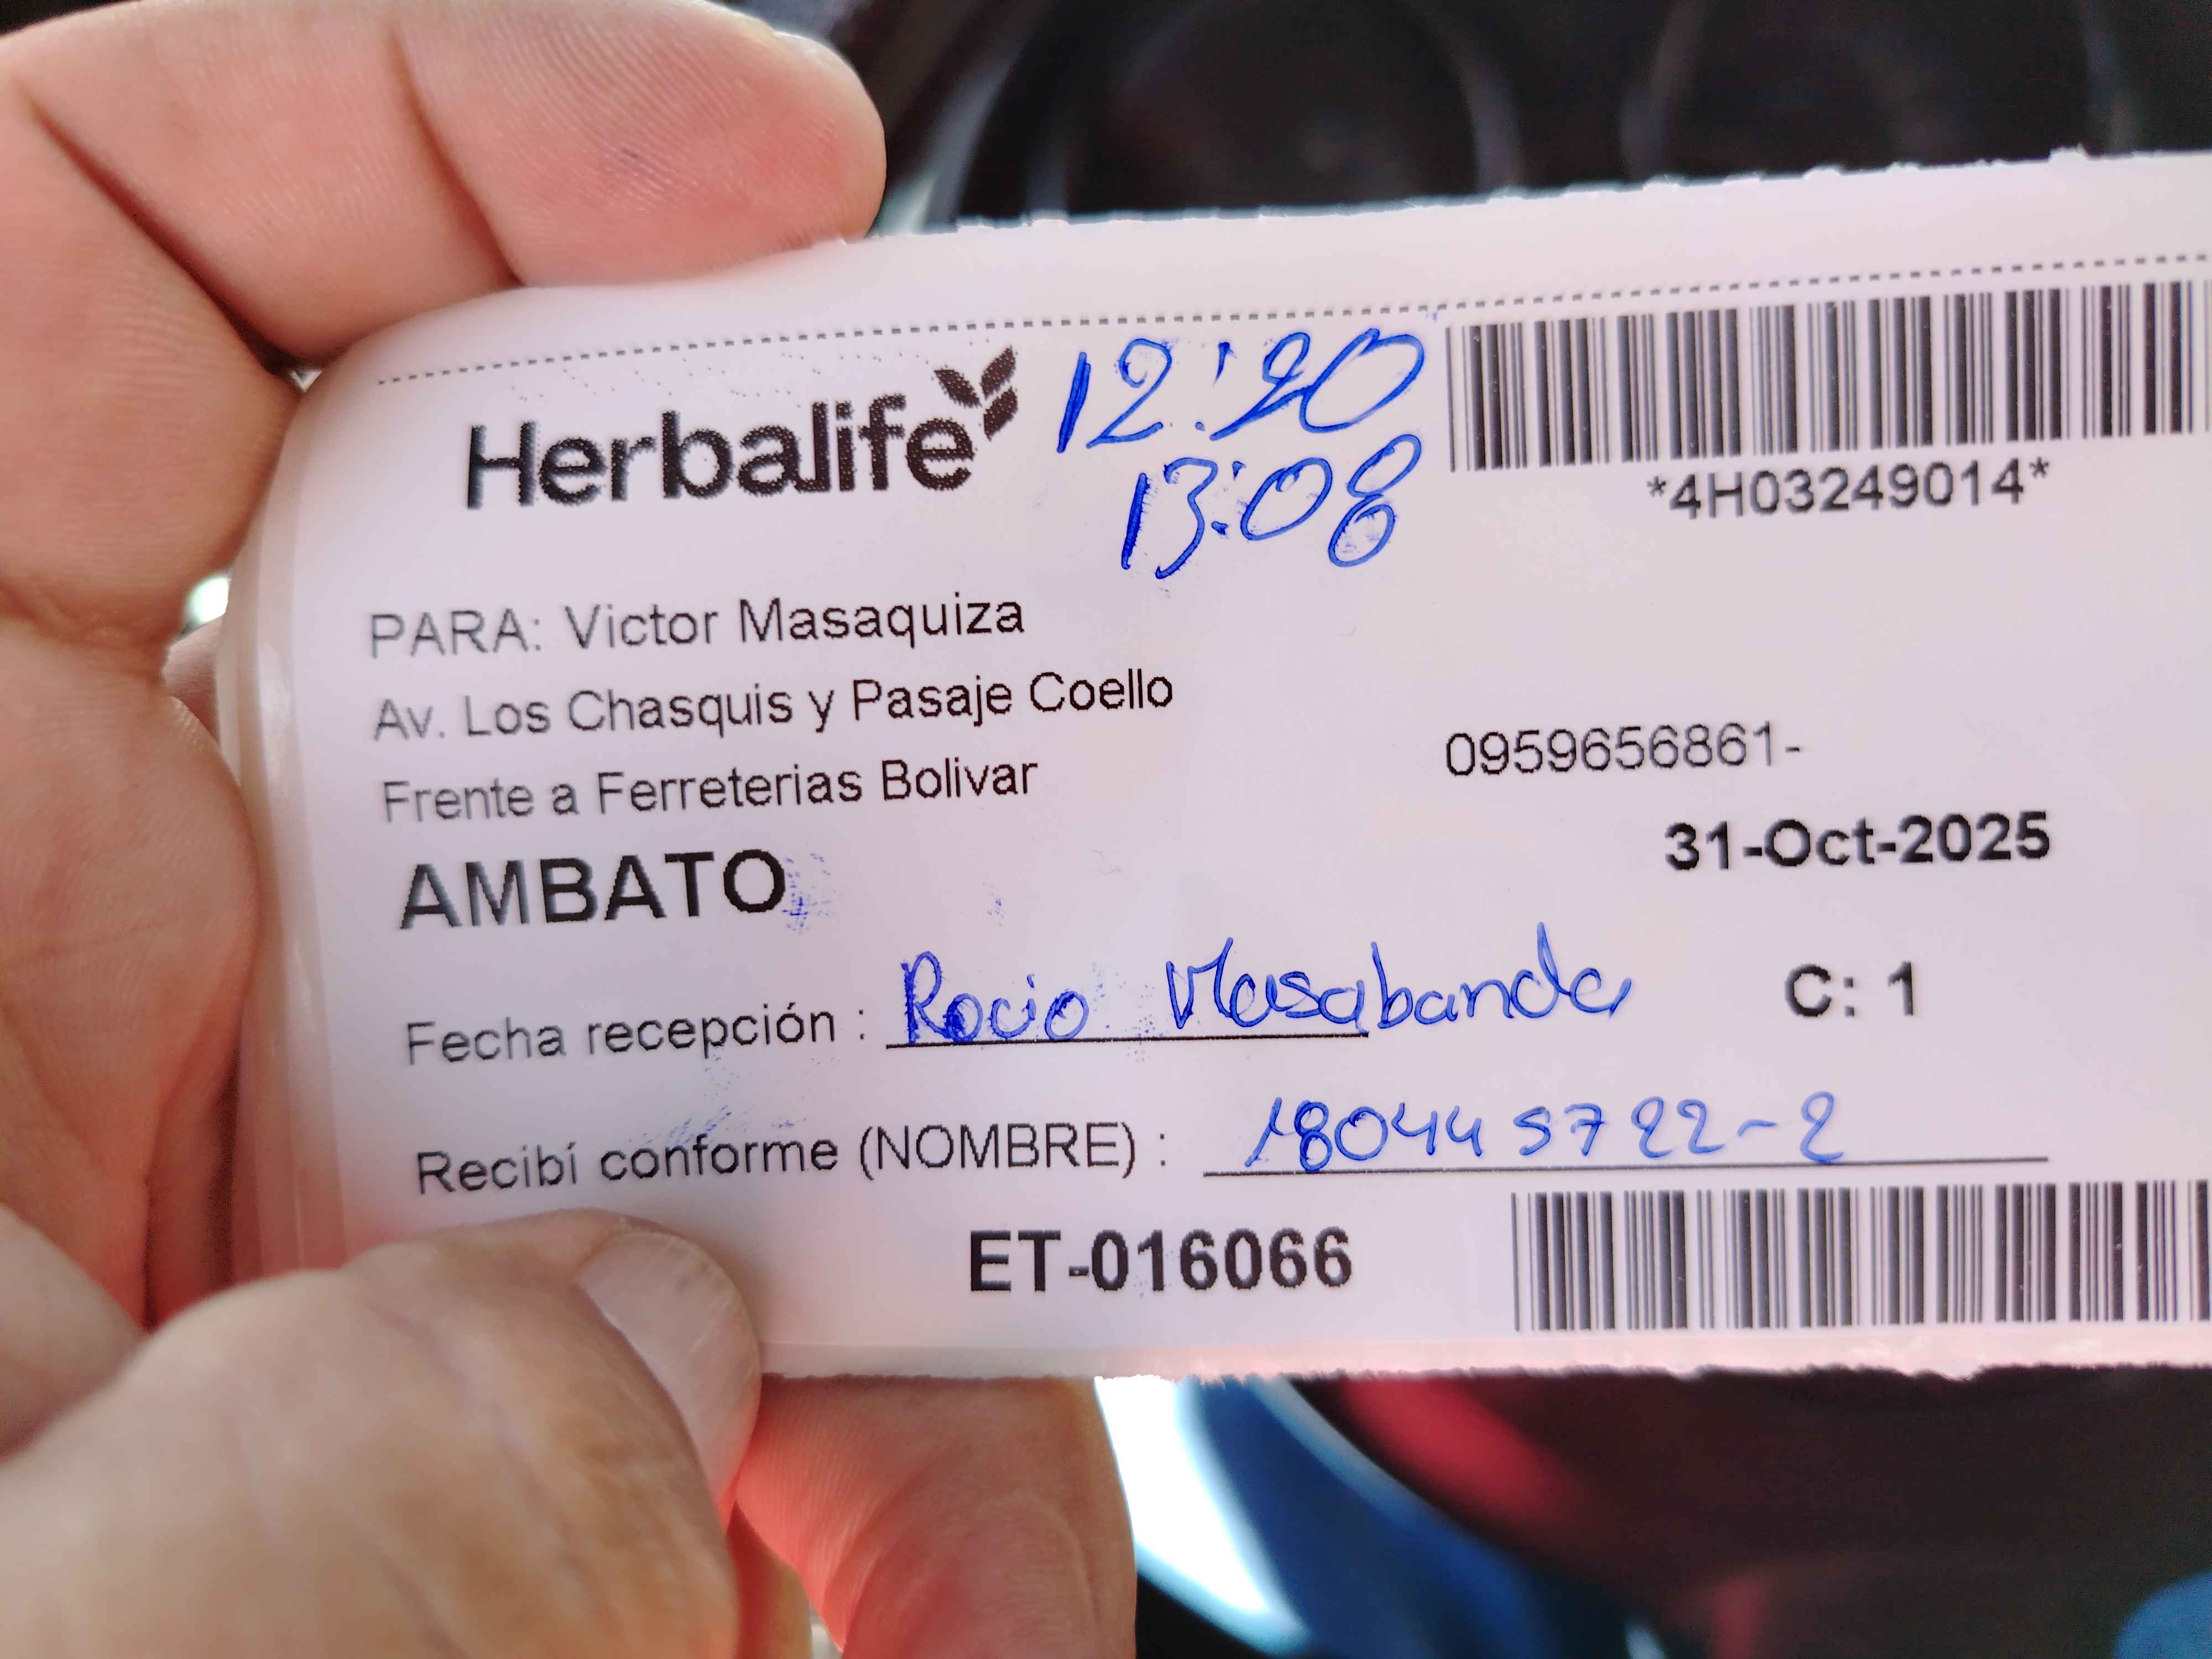 Herbalife
12:20
13:08
*4H03249014*
PARA: Victor Masaquiza
Av. Los Chasquis y Pasaje Coello
Frente a Ferreterias Bolivar
0959656861-
AMBATO
31-Oct-2025
Fecha recepción : Rocio Masabanda
C: 1
Recibí conforme (NOMBRE) : 180445722-2
ET-016066